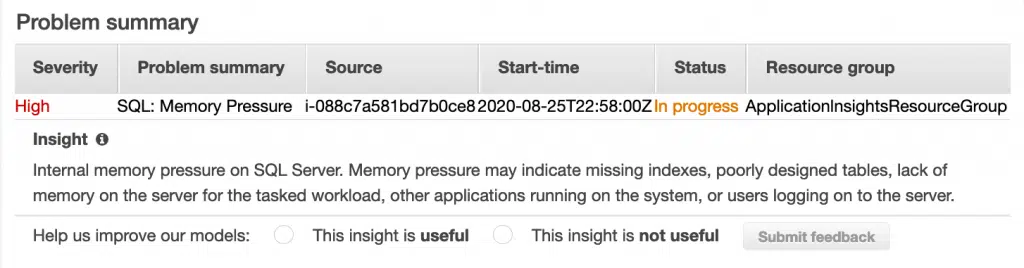 Problem summary
Severity Problem summary Source Start-time Status Resource group
High SQL: Memory Pressure i-088c7a581bd7b0ce8 2020-08-25T22:58:00Z In progress ApplicationInsightsResourceGroup
Insight
Internal memory pressure on SQL Server. Memory pressure may indicate missing indexes, poorly designed tables, lack of
memory on the server for the tasked workload, other applications running on the system, or users logging on to the server.
Help us improve our models: This insight is useful This insight is not useful Submit feedback